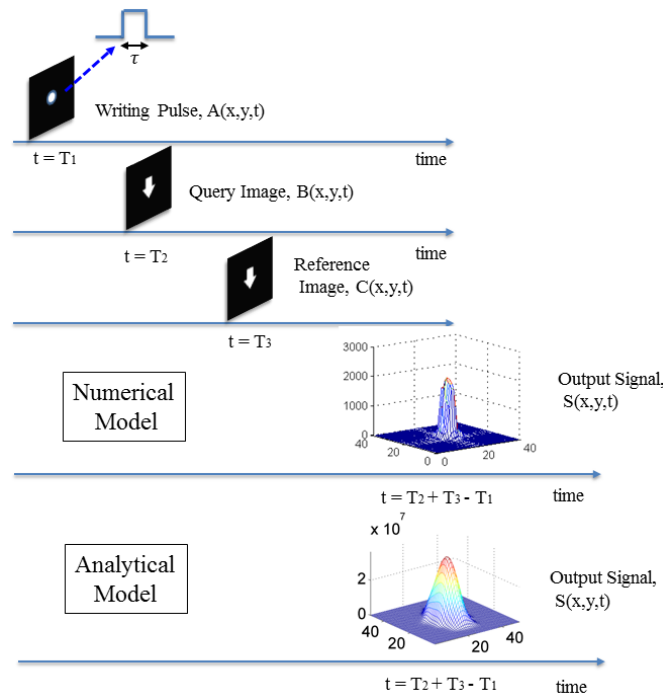 τ
Writing Pulse, A(x,y,t)
t = T1
time
Query Image, B(x,y,t)
t = T2
time
Reference
Image, C(x,y,t)
t = T3
time
Numerical
Model
3000
2000
1000
0
40
20
0
0
20
40
Output Signal,
S(x,y,t)
t = T2 + T3 - T1
time
Analytical
Model
x 10^7
2
0
40
20
20
40
Output Signal,
S(x,y,t)
t = T2 + T3 - T1
time